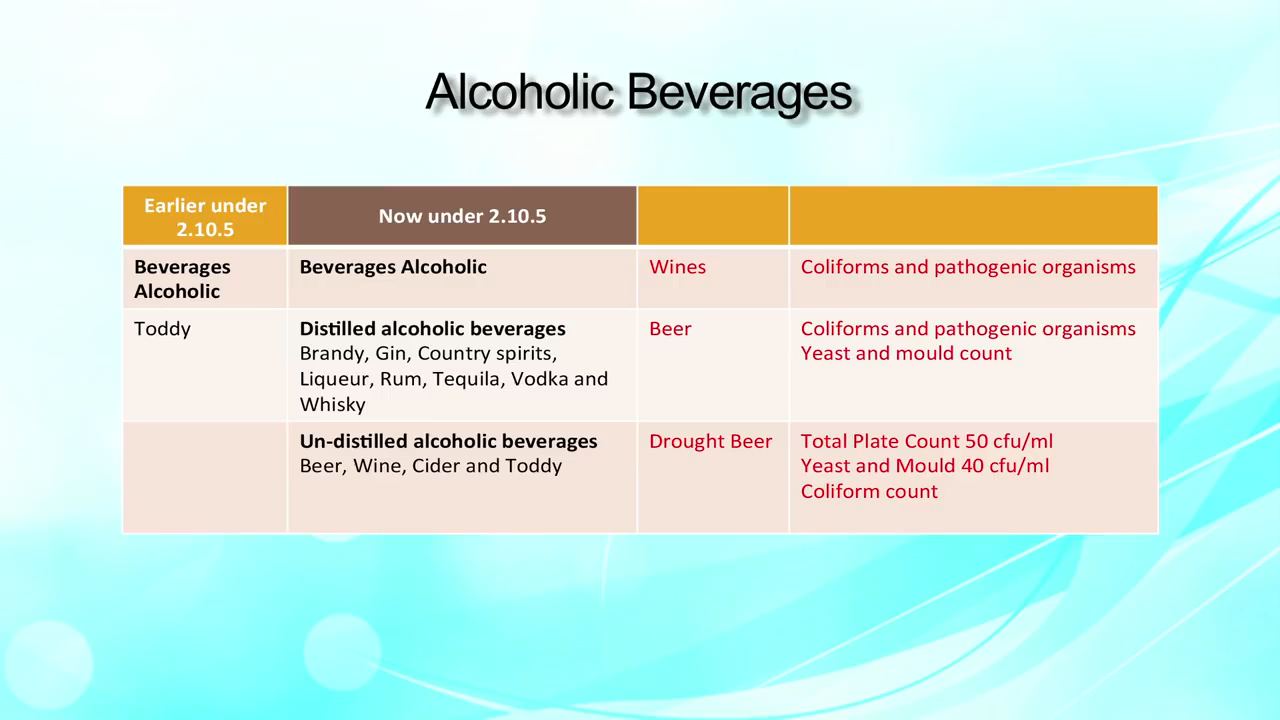 Alcoholic Beverages
Earlier under
2.10.5
Now under 2.10.5
Beverages
Alcoholic
Beverages Alcoholic
Wines
Coliforms and pathogenic organisms
Toddy
Distilled alcoholic beverages
Brandy, Gin, Country spirits,
Liqueur, Rum, Tequila, Vodka and
Whisky
Beer
Coliforms and pathogenic organisms
Yeast and mould count
Un-distilled alcoholic beverages
Beer, Wine, Cider and Toddy
Drought Beer
Total Plate Count 50 cfu/ml
Yeast and Mould 40 cfu/ml
Coliform count